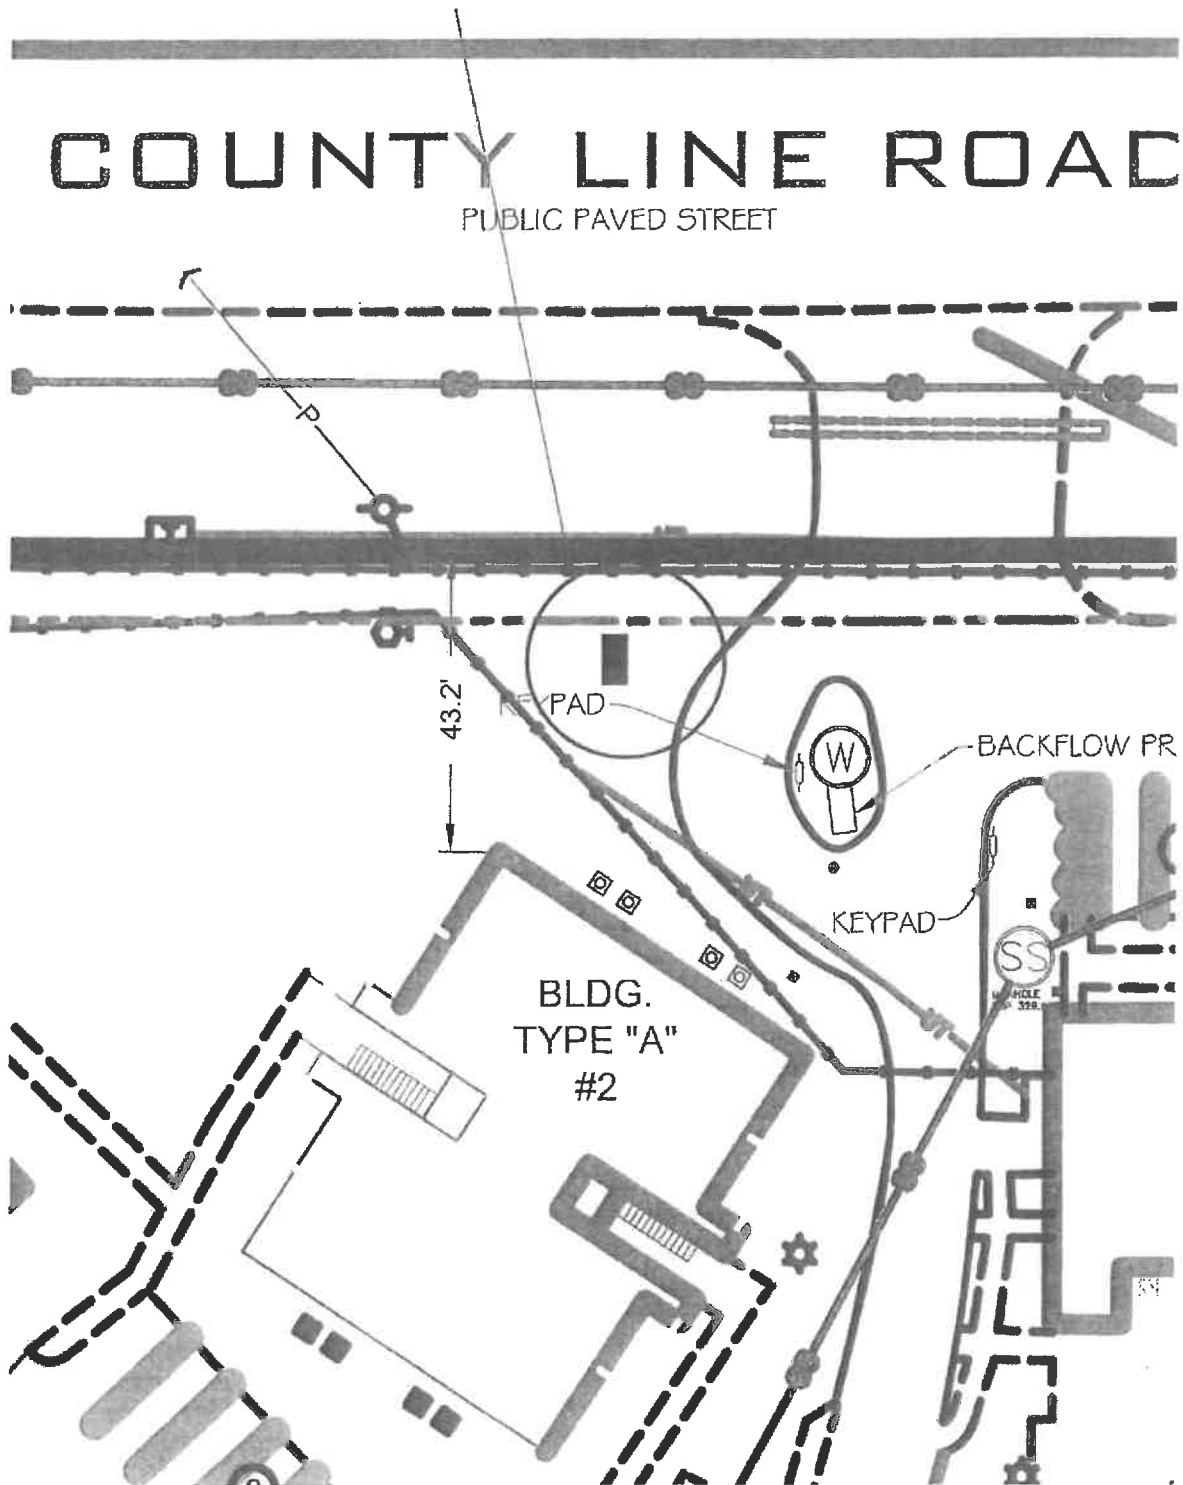 COUNTY LINE ROAD
PUBLIC PAVED STREET
P
43.2'
KEYPAD
W
BACKFLOW PR
KEYPAD
SS
BLDG.
TYPE "A"
#2